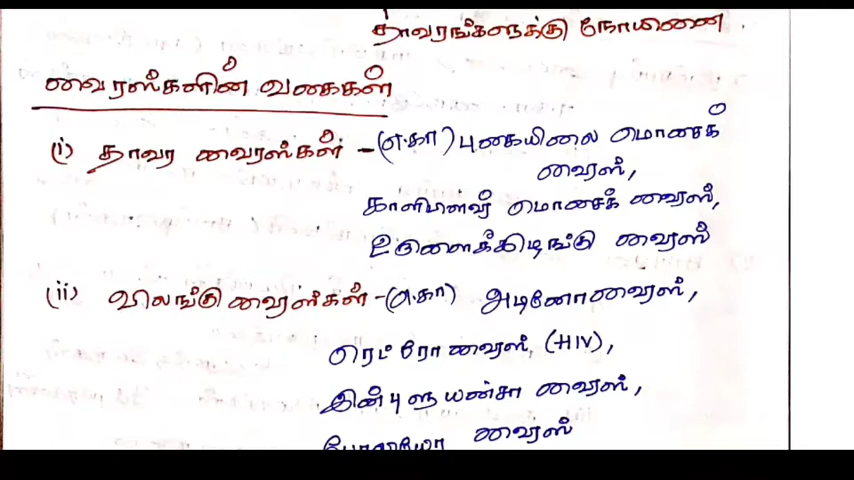 தாவரங்களுக்கு நோயினை
வைரஸ்களின் வகைகள்
(i) தாவர வைரஸ்கள் - (எ.கா) புகையிலை மொசைக்
வைரஸ்,
காளிஃபிளவர் மொசைக் வைரஸ்,
உருளைக்கிழங்கு வைரஸ்
(ii) விலங்கு வைரஸ்கள் - (எ.கா) அடினோ வைரஸ்,
ரெட்ரோ வைரஸ், (HIV),
இன்புளுயன்சா வைரஸ்,
போலியோ வைரஸ்